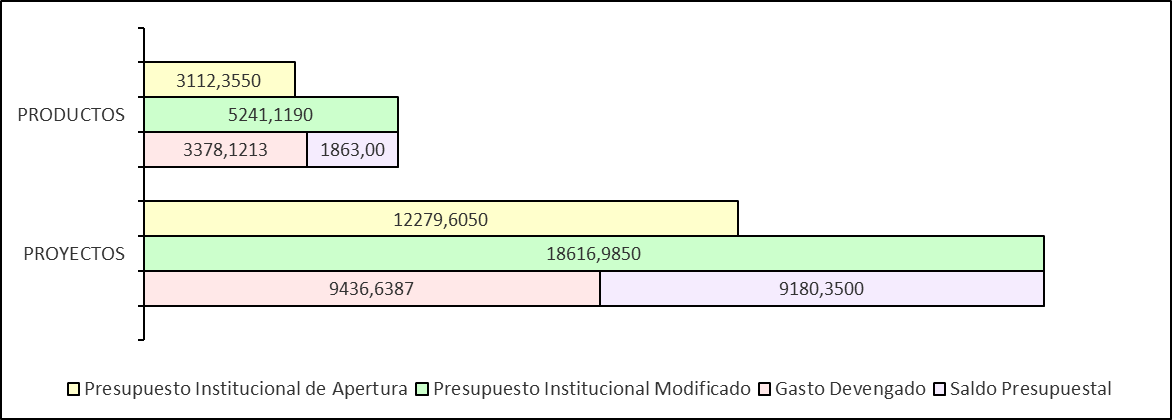 3112,3550
PRODUCTOS
5241,1190
3378,1213
1863,00
12279,6050
PROYECTOS
18616,9850
9436,6387
9180,3500
Presupuesto Institucional de Apertura
Presupuesto Institucional Modificado
Gasto Devengado
Saldo Presupuestal